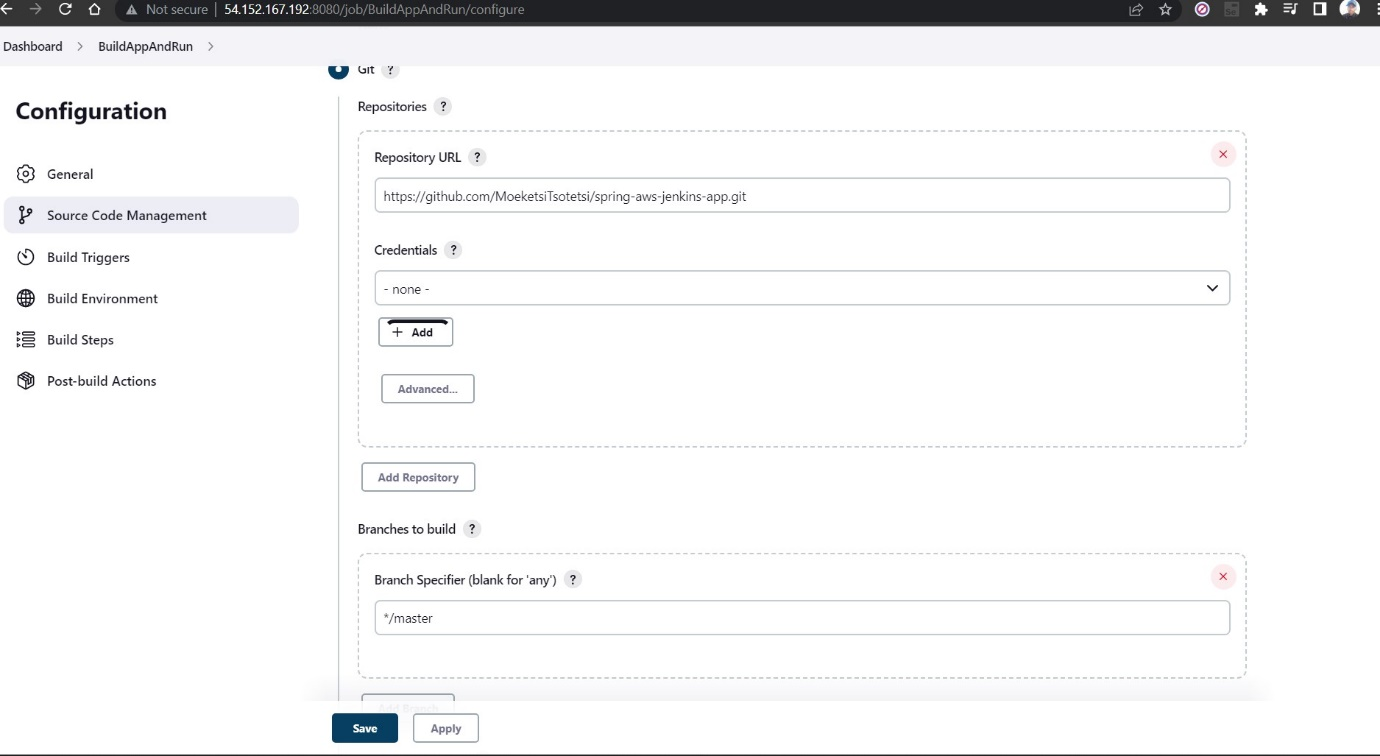 Not secure | 54.152.167.192:8080/job/BuildAppAndRun/configure
Dashboard > BuildAppAndRun >
Git ?
Configuration
General
Source Code Management
Build Triggers
Build Environment
Build Steps
Post-build Actions
Repositories ?
Repository URL ?
https://github.com/MoeketsiTsotetsi/spring-aws-jenkins-app.git
Credentials ?
- none -
+ Add
Advanced...
Add Repository
Branches to build ?
Branch Specifier (blank for 'any') ?
*/master
Add Branch
Save
Apply